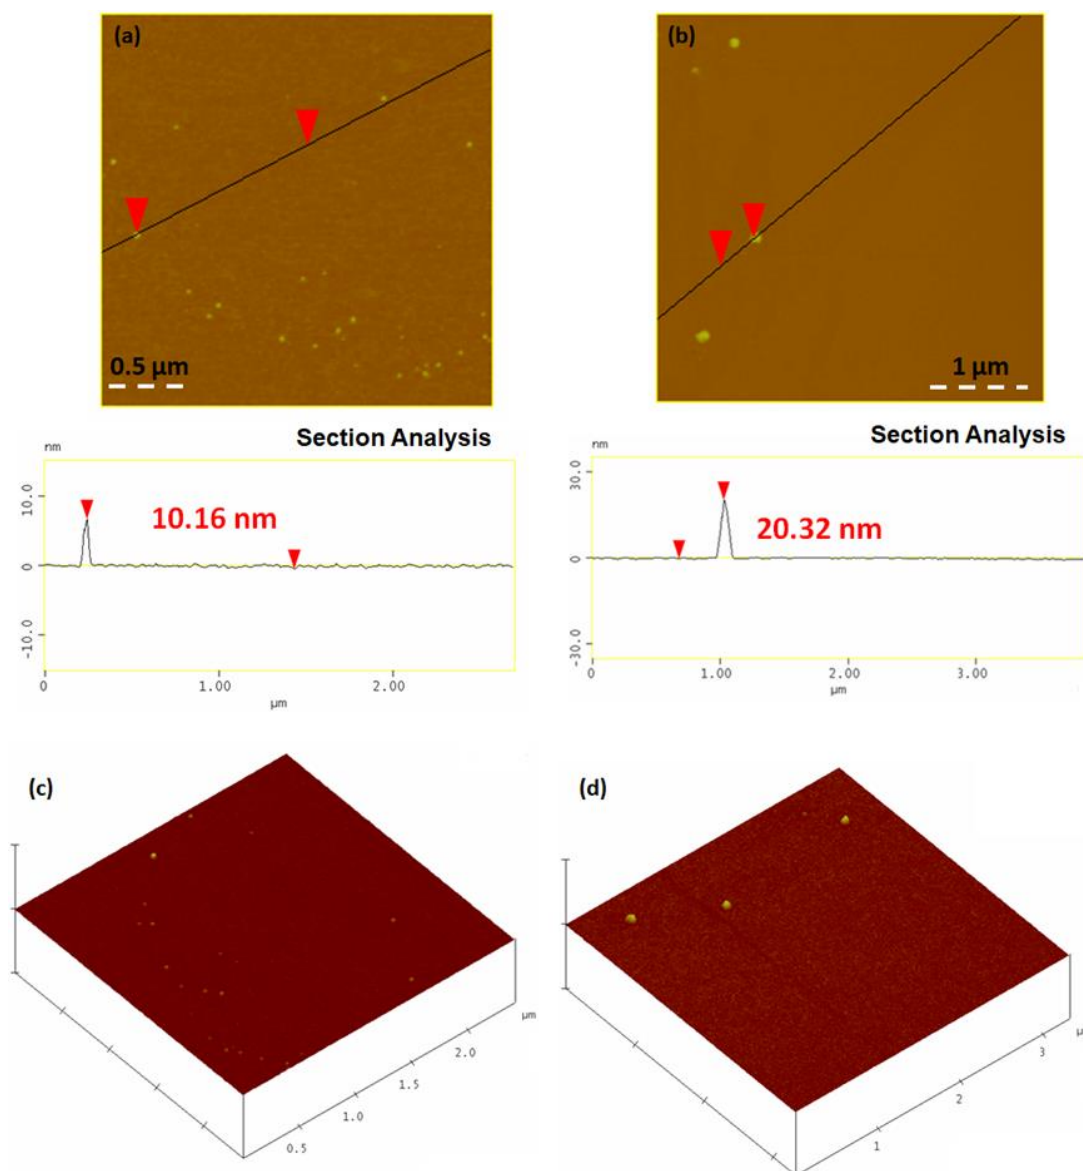 (a)
0.5 µm
(b)
1 µm
Section Analysis
nm
10.0
0
-10.0
10.16 nm
0
1.00
2.00
µm
Section Analysis
nm
30.0
0
-30.0
20.32 nm
0
1.00
2.00
3.00
µm
(c)
0.5
1.0
1.5
2.0
µm
(d)
1
2
3